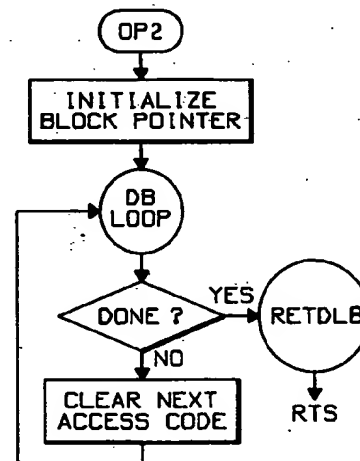 OP2
INITIALIZE
BLOCK POINTER
DB
LOOP
DONE ?
YES
RETDLB
NO
RTS
CLEAR NEXT
ACCESS CODE